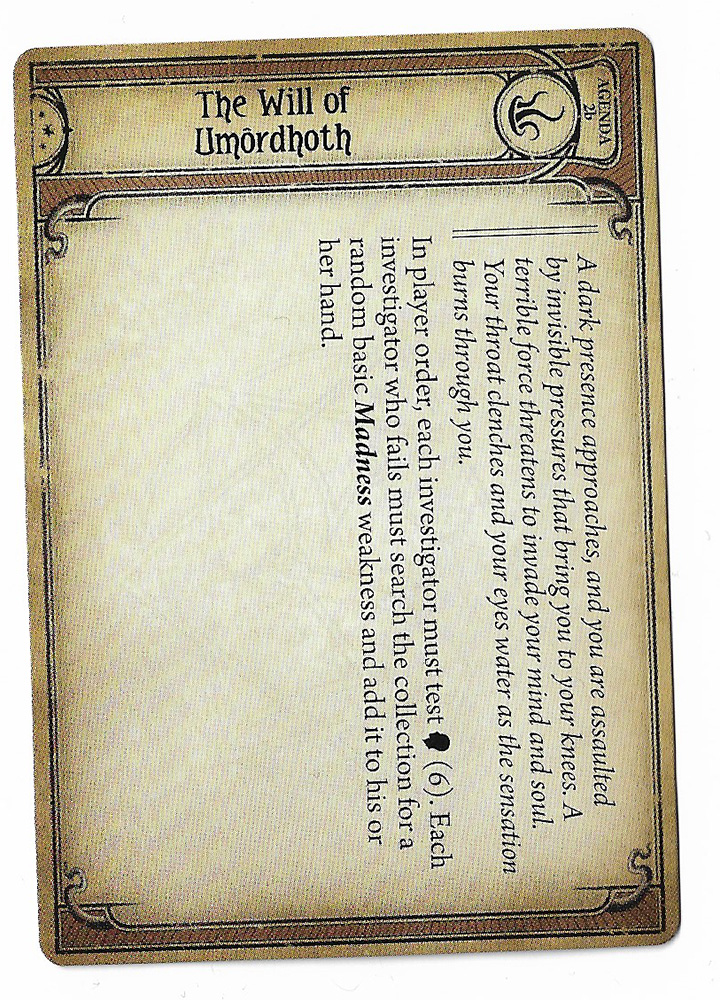 AGENDA
2b
The Will of
Umôrdhoth
A dark presence approaches, and you are assaulted
by invisible pressures that bring you to your knees. A
terrible force threatens to invade your mind and soul.
Your throat clenches and your eyes water as the sensation
burns through you.
In player order, each investigator must test (6). Each
investigator who fails must search the collection for a
random basic Madness weakness and add it to his or
her hand.